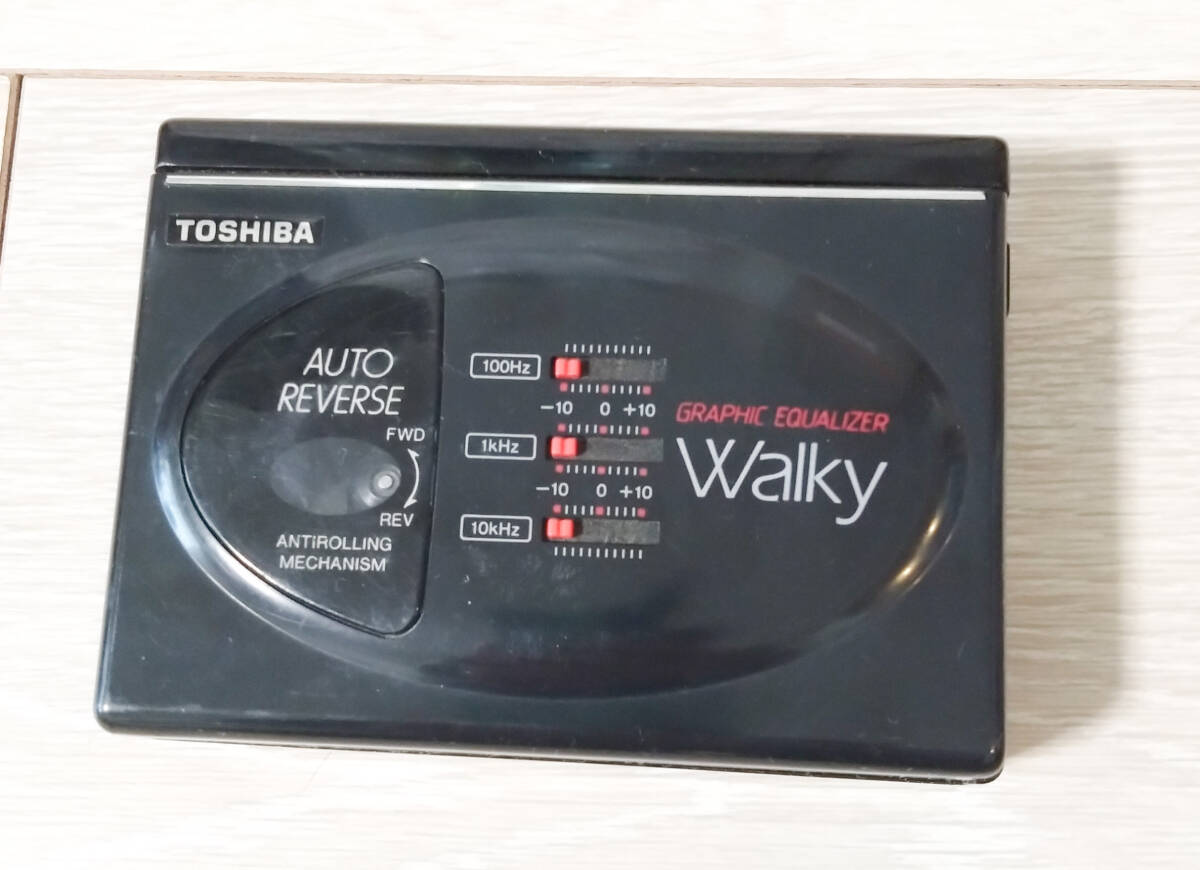 TOSHIBA
AUTO
REVERSE
FWD
REV
ANTiROLLING
MECHANISM
100Hz
-10 0 +10
1kHz
-10 0 +10
10kHz
GRAPHIC EQUALIZER
Walky